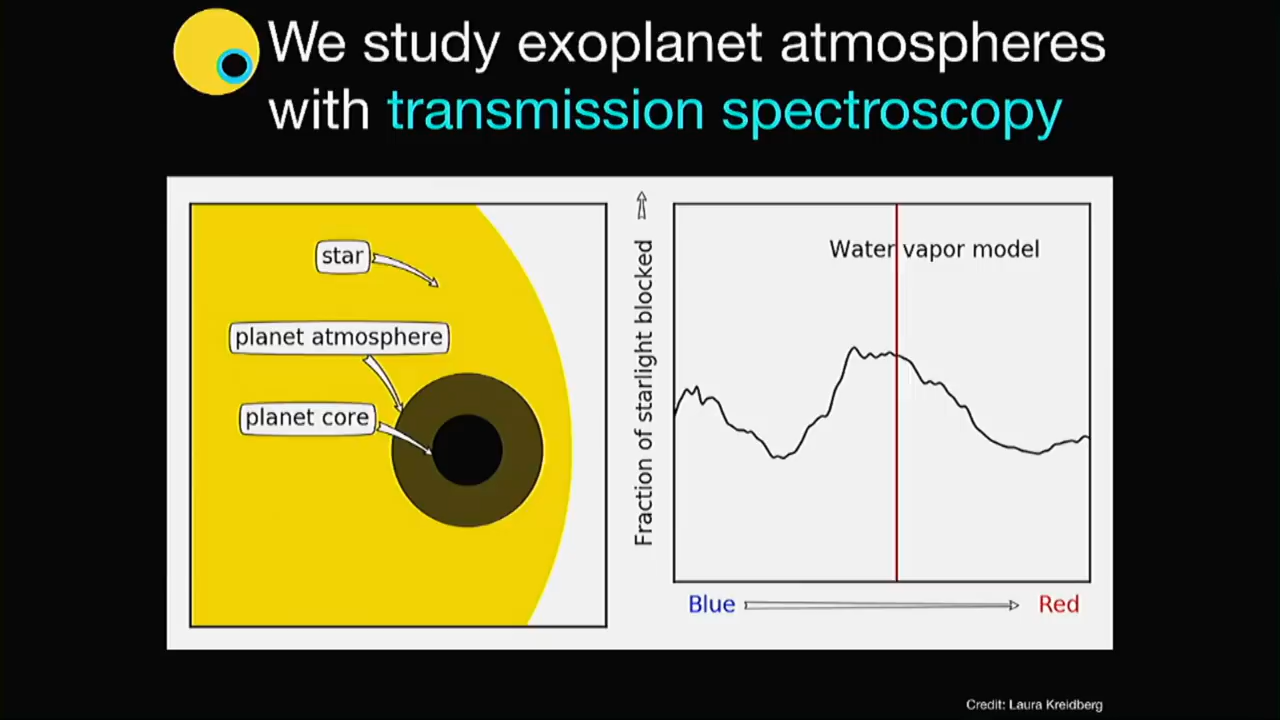 We study exoplanet atmospheres
with transmission spectroscopy
star
planet atmosphere
planet core
Fraction of starlight blocked
Water vapor model
Blue
Red
Credit: Laura Kreidberg